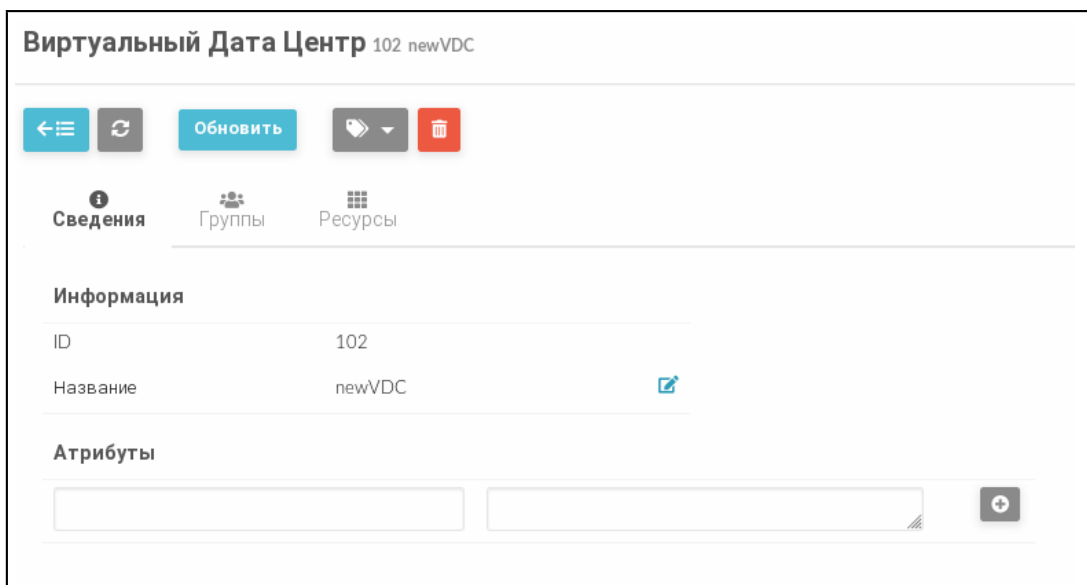 Виртуальный Дата Центр 102 newVDC
Обновить
Сведения Группы Ресурсы
Информация
ID 102
Название newVDC
Атрибуты